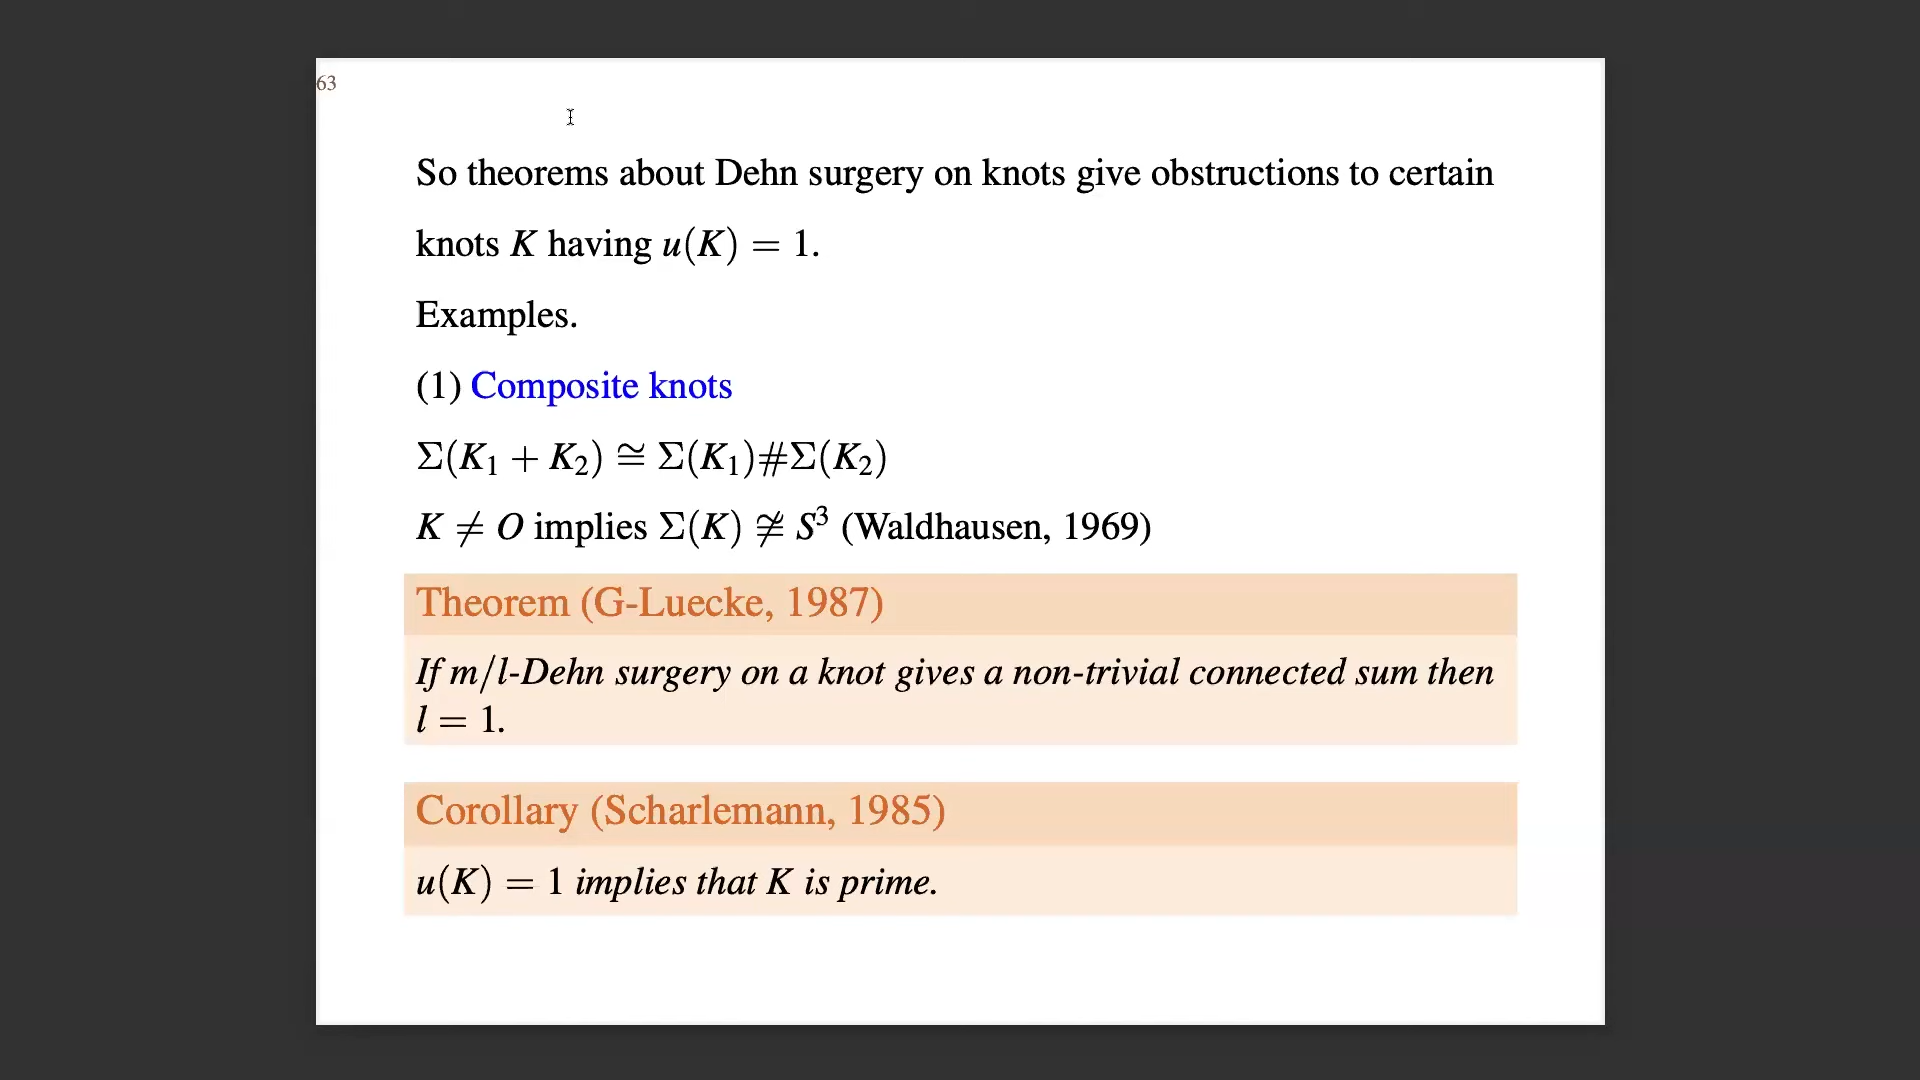 63
So theorems about Dehn surgery on knots give obstructions to certain
knots K having u(K) = 1.
Examples.
(1) Composite knots
Σ(K₁ + K₂) ≅ Σ(K₁)#Σ(K₂)
K ≠ O implies Σ(K) ≇ S³ (Waldhausen, 1969)
Theorem (G-Luecke, 1987)
If m/l-Dehn surgery on a knot gives a non-trivial connected sum then
l = 1.
Corollary (Scharlemann, 1985)
u(K) = 1 implies that K is prime.